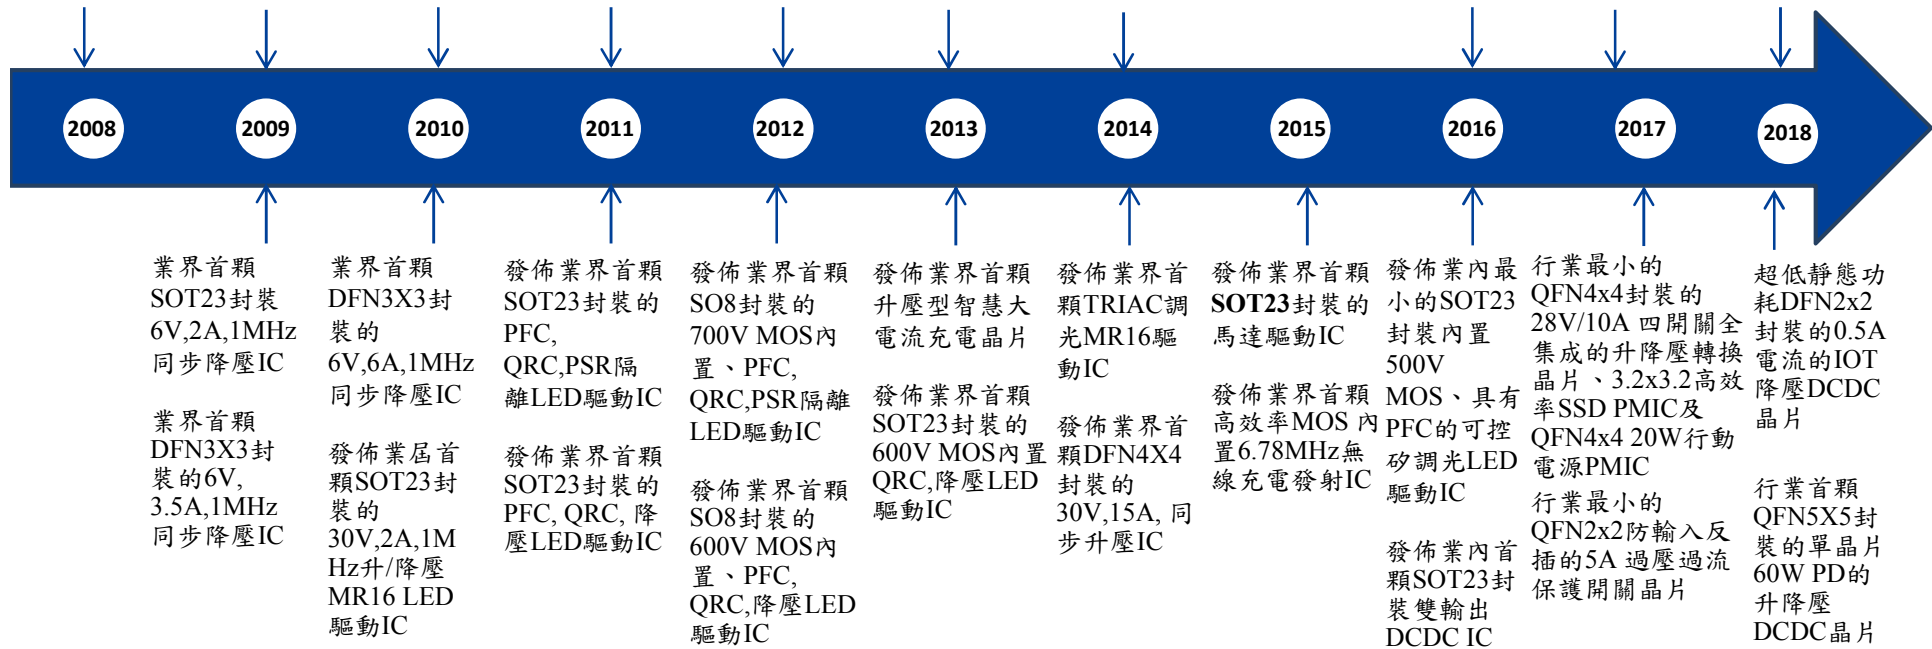 2008
2009
2010
2011
2012
2013
2014
2015
2016
2017
2018
業界首顆
SOT23封裝
6V,2A,1MHz
同步降壓IC
業界首顆
DFN3X3封
裝的6V,
3.5A,1MHz
同步降壓IC
業界首顆
DFN3X3封
裝的
6V,6A,1MHz
同步降壓IC
發佈業屆首
顆SOT23封
裝的
30V,2A,1M
Hz升/降壓
MR16 LED
驅動IC
發佈業界首顆
SOT23封裝的
PFC,
QRC,PSR隔
離LED驅動IC
發佈業界首顆
SOT23封裝的
PFC, QRC, 降
壓LED驅動IC
發佈業界首顆
SO8封裝的
700V MOS內
置、PFC,
QRC,PSR隔離
LED驅動IC
發佈業界首顆
SO8封裝的
600V MOS內
置、PFC,
QRC,降壓LED
驅動IC
發佈業界首顆
升壓型智慧大
電流充電晶片
發佈業界首顆
SOT23封裝的
600V MOS內置
QRC,降壓LED
驅動IC
發佈業界首
顆TRIAC調
光MR16驅
動IC
發佈業界首
顆DFN4X4
封裝的
30V,15A, 同
步升壓IC
發佈業界首顆
SOT23封裝的
馬達驅動IC
發佈業界首顆
高效率MOS 內
置6.78MHz無
線充電發射IC
發佈業內最
小的SOT23
封裝內置
500V
MOS、具有
PFC的可控
矽調光LED
驅動IC
發佈業內首
顆SOT23封
裝雙輸出
DCDC IC
行業最小的
QFN4x4封裝的
28V/10A 四開關全
集成的升降壓轉換
晶片、3.2x3.2高效
率SSD PMIC及
QFN4x4 20W行動
電源PMIC
行業最小的
QFN2x2防輸入反
插的5A 過壓過流
保護開關晶片
超低靜態功
耗DFN2x2
封裝的0.5A
電流的IOT
降壓DCDC
晶片
行業首顆
QFN5X5封
裝的單晶片
60W PD的
升降壓
DCDC晶片